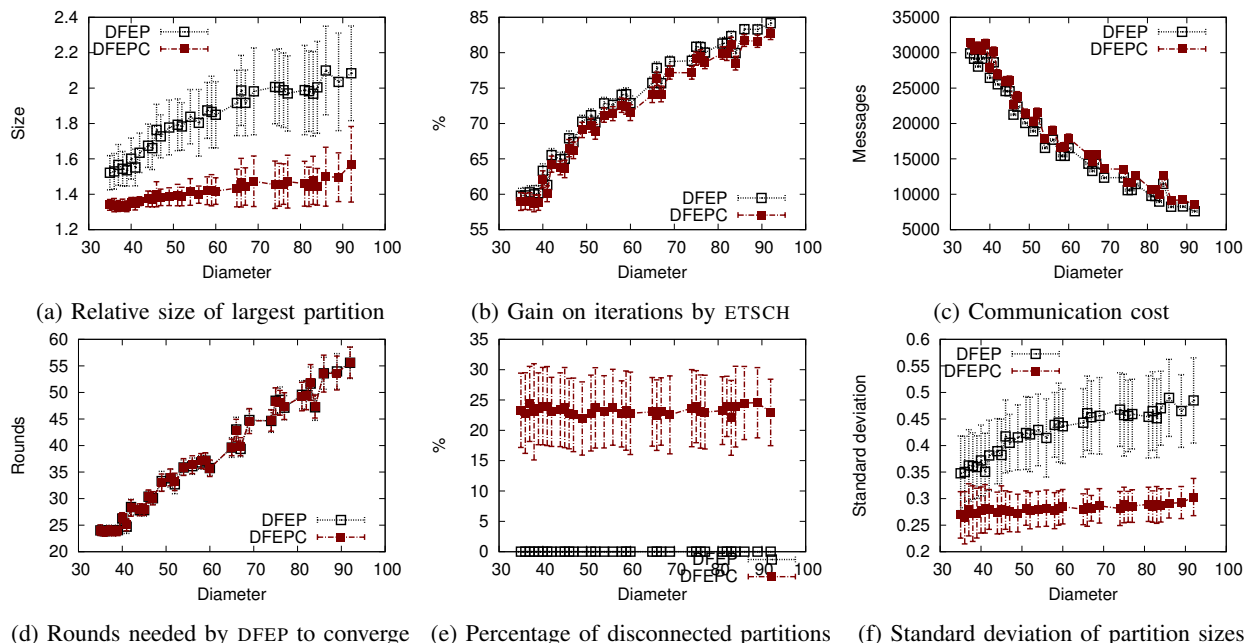 2.4
2.2
2
1.8
1.6
1.4
1.2
Size
DFEP
DFEPC
30 40 50 60 70 80 90 100
Diameter
(a) Relative size of largest partition
85
80
75
70
65
60
55
%
DFEP
DFEPC
30 40 50 60 70 80 90 100
Diameter
(b) Gain on iterations by ETSCH
35000
30000
25000
20000
15000
10000
5000
Messages
DFEP
DFEPC
30 40 50 60 70 80 90 100
Diameter
(c) Communication cost
60
55
50
45
40
35
30
25
20
Rounds
DFEP
DFEPC
30 40 50 60 70 80 90 100
Diameter
(d) Rounds needed by DFEP to converge
35
30
25
20
15
10
5
0
%
DFEP
DFEPC
30 40 50 60 70 80 90 100
Diameter
(e) Percentage of disconnected partitions
0.6
0.55
0.5
0.45
0.4
0.35
0.3
0.25
0.2
Standard deviation
DFEP
DFEPC
30 40 50 60 70 80 90 100
Diameter
(f) Standard deviation of partition sizes